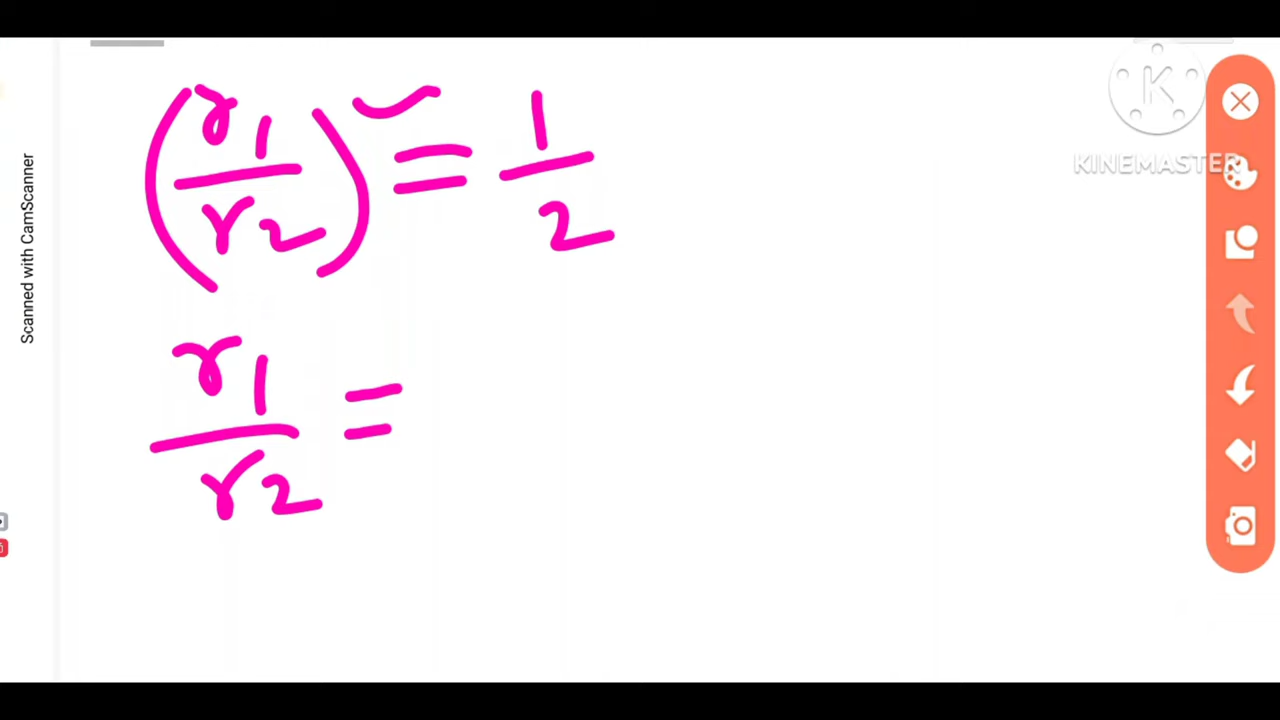 Scanned with CamScanner
K
KINEMASTER
(r1/r2)² = 1/2
r1/r2 =